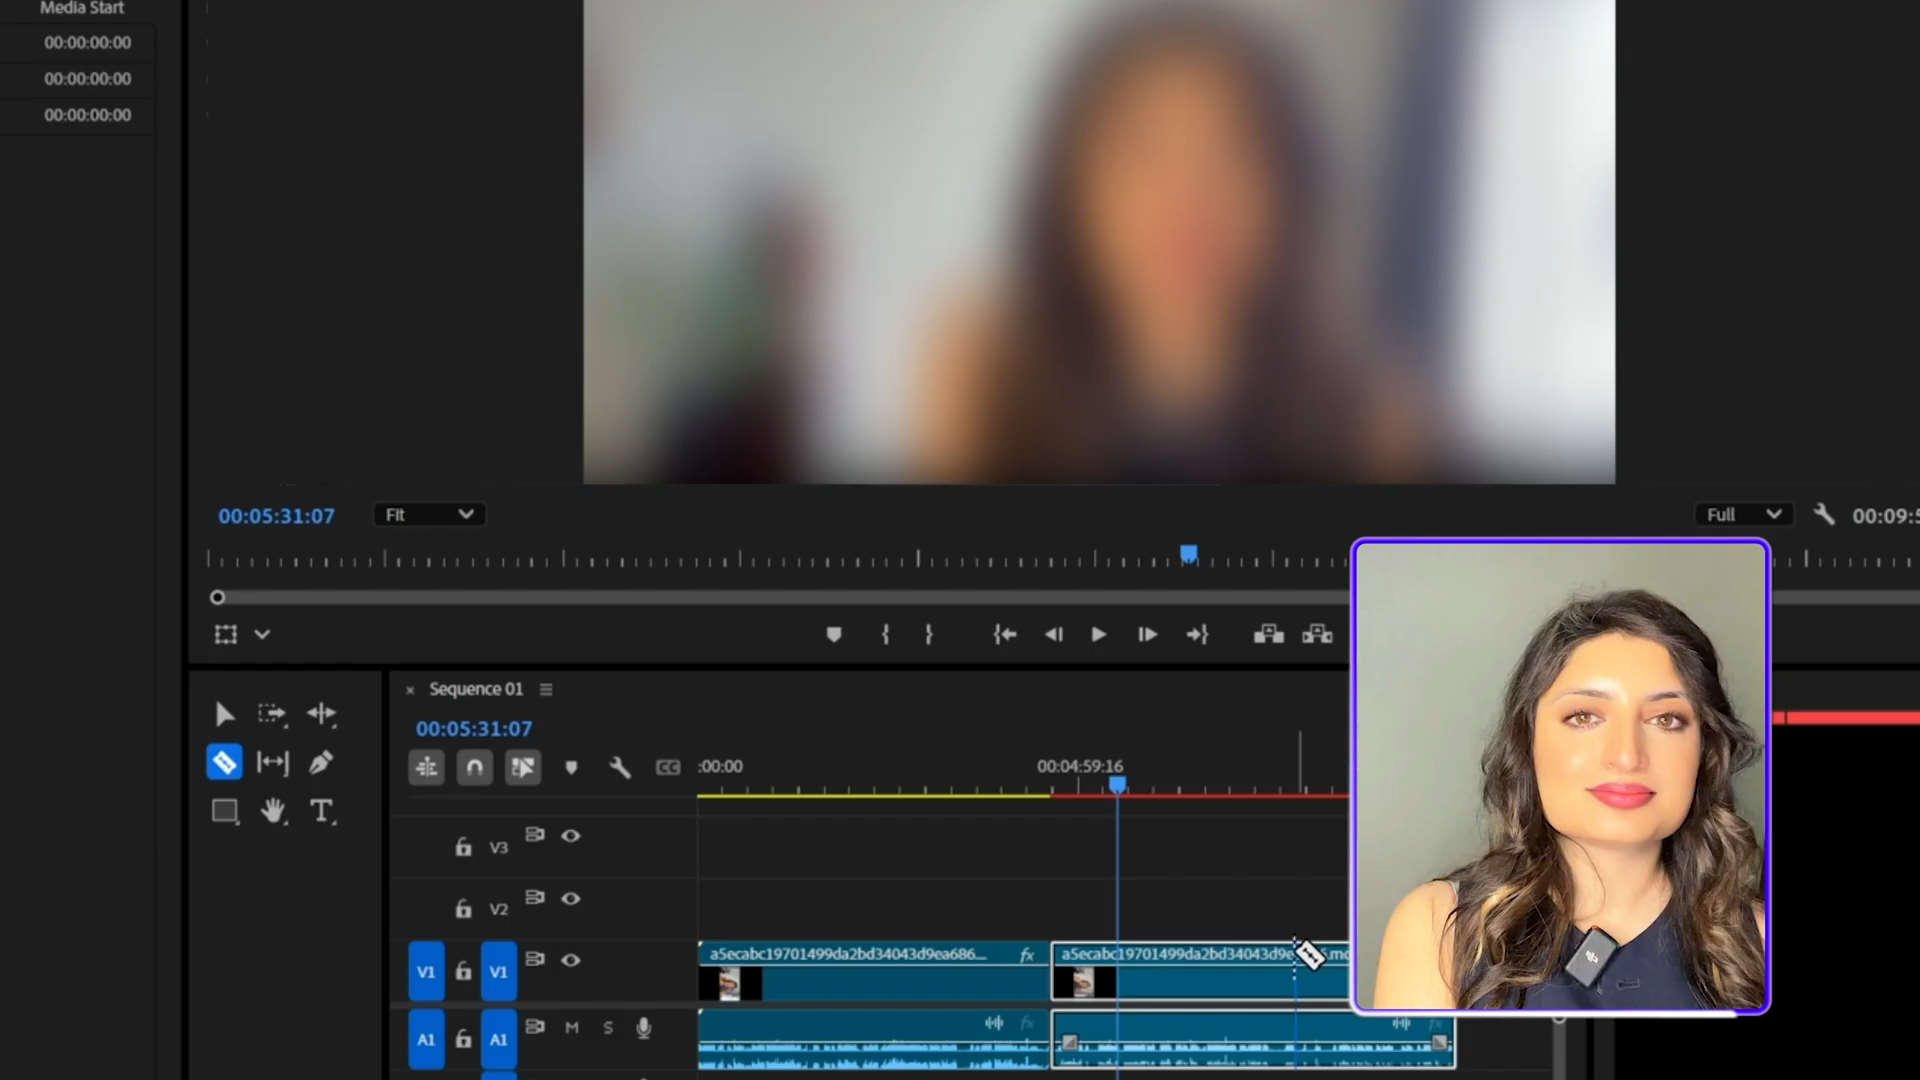 Media Start
00:00:00:00
00:00:00:00
00:00:00:00
00:05:31:07
Fit
Full
00:09:5
× Sequence 01
00:05:31:07
:00:00
00:04:59:16
CC
V3
V2
V1 V1
a5ecabc19701499da2bd34043d9ea686... fx
a5ecabc19701499da2bd34043d9e
A1 A1 M S
fx
fx
T